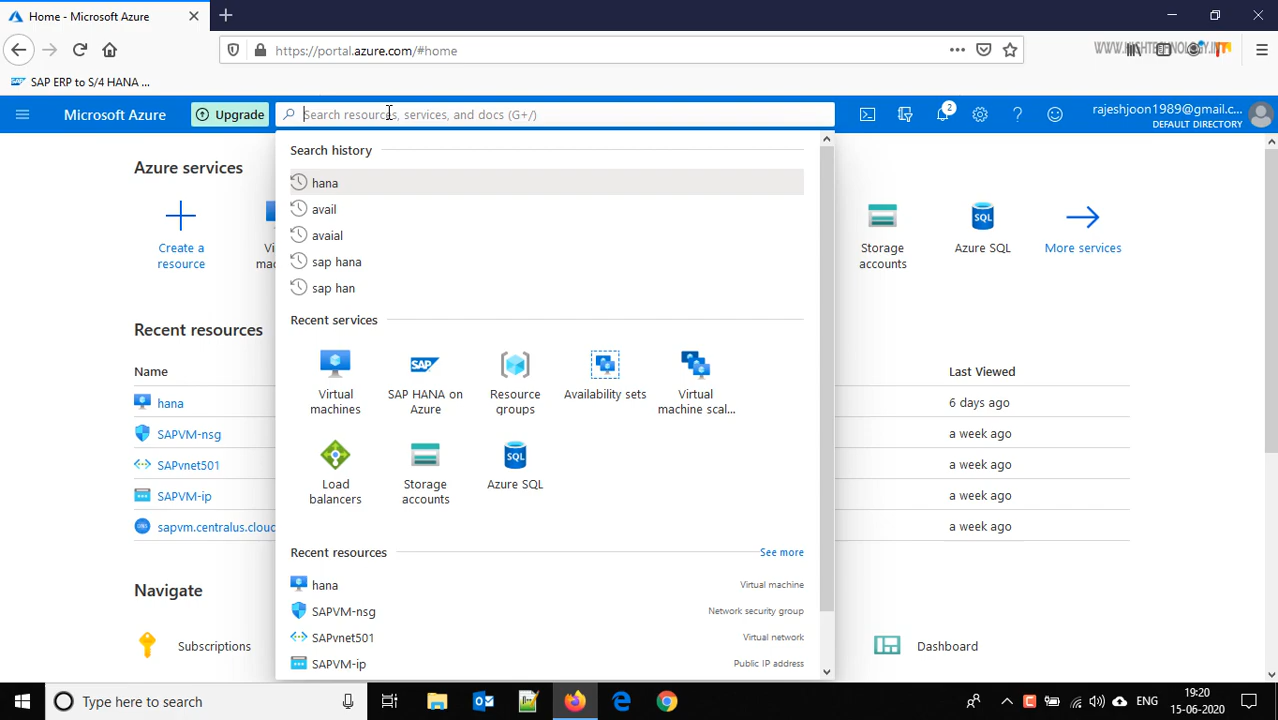 Home - Microsoft Azure
https://portal.azure.com/#home
SAP ERP to S/4 HANA ...
Microsoft Azure
Upgrade
Search resources, services, and docs (G+/)
2
rajeshjoon1989@gmail.c...
DEFAULT DIRECTORY
Azure services
Create a resource
Storage accounts
Azure SQL
More services
Search history
hana
avail
avaial
sap hana
sap han
Recent services
Virtual machines
SAP HANA on Azure
Resource groups
Availability sets
Virtual machine scal...
Load balancers
Storage accounts
Azure SQL
Recent resources
See more
hana
Virtual machine
SAPVM-nsg
Network security group
SAPvnet501
Virtual network
SAPVM-ip
Public IP address
Recent resources
Name
Last Viewed
hana
6 days ago
SAPVM-nsg
a week ago
SAPvnet501
a week ago
SAPVM-ip
a week ago
sapvm.centralus.clouc
a week ago
Navigate
Subscriptions
Dashboard
Type here to search
ENG
19:20
15-06-2020